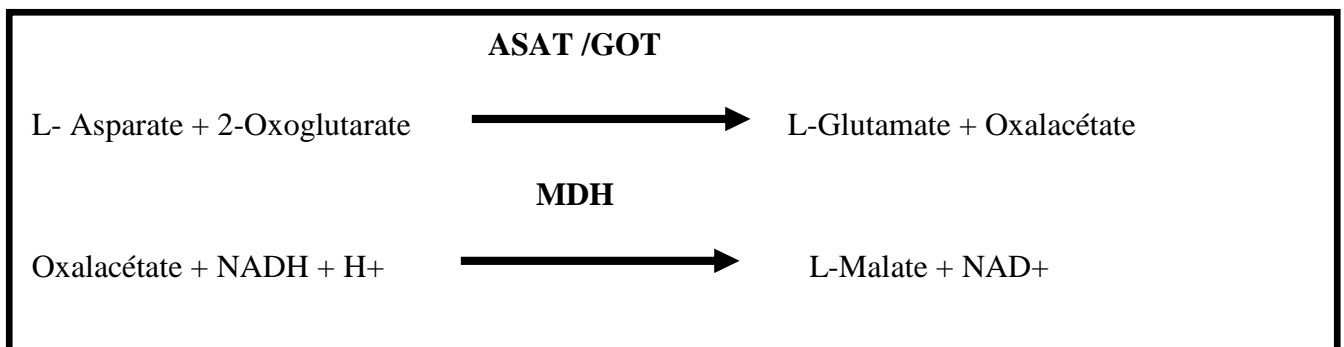 ASAT /GOT
L- Asparate + 2-Oxoglutarate L-Glutamate + Oxalacétate
MDH
Oxalacétate + NADH + H+ L-Malate + NAD+